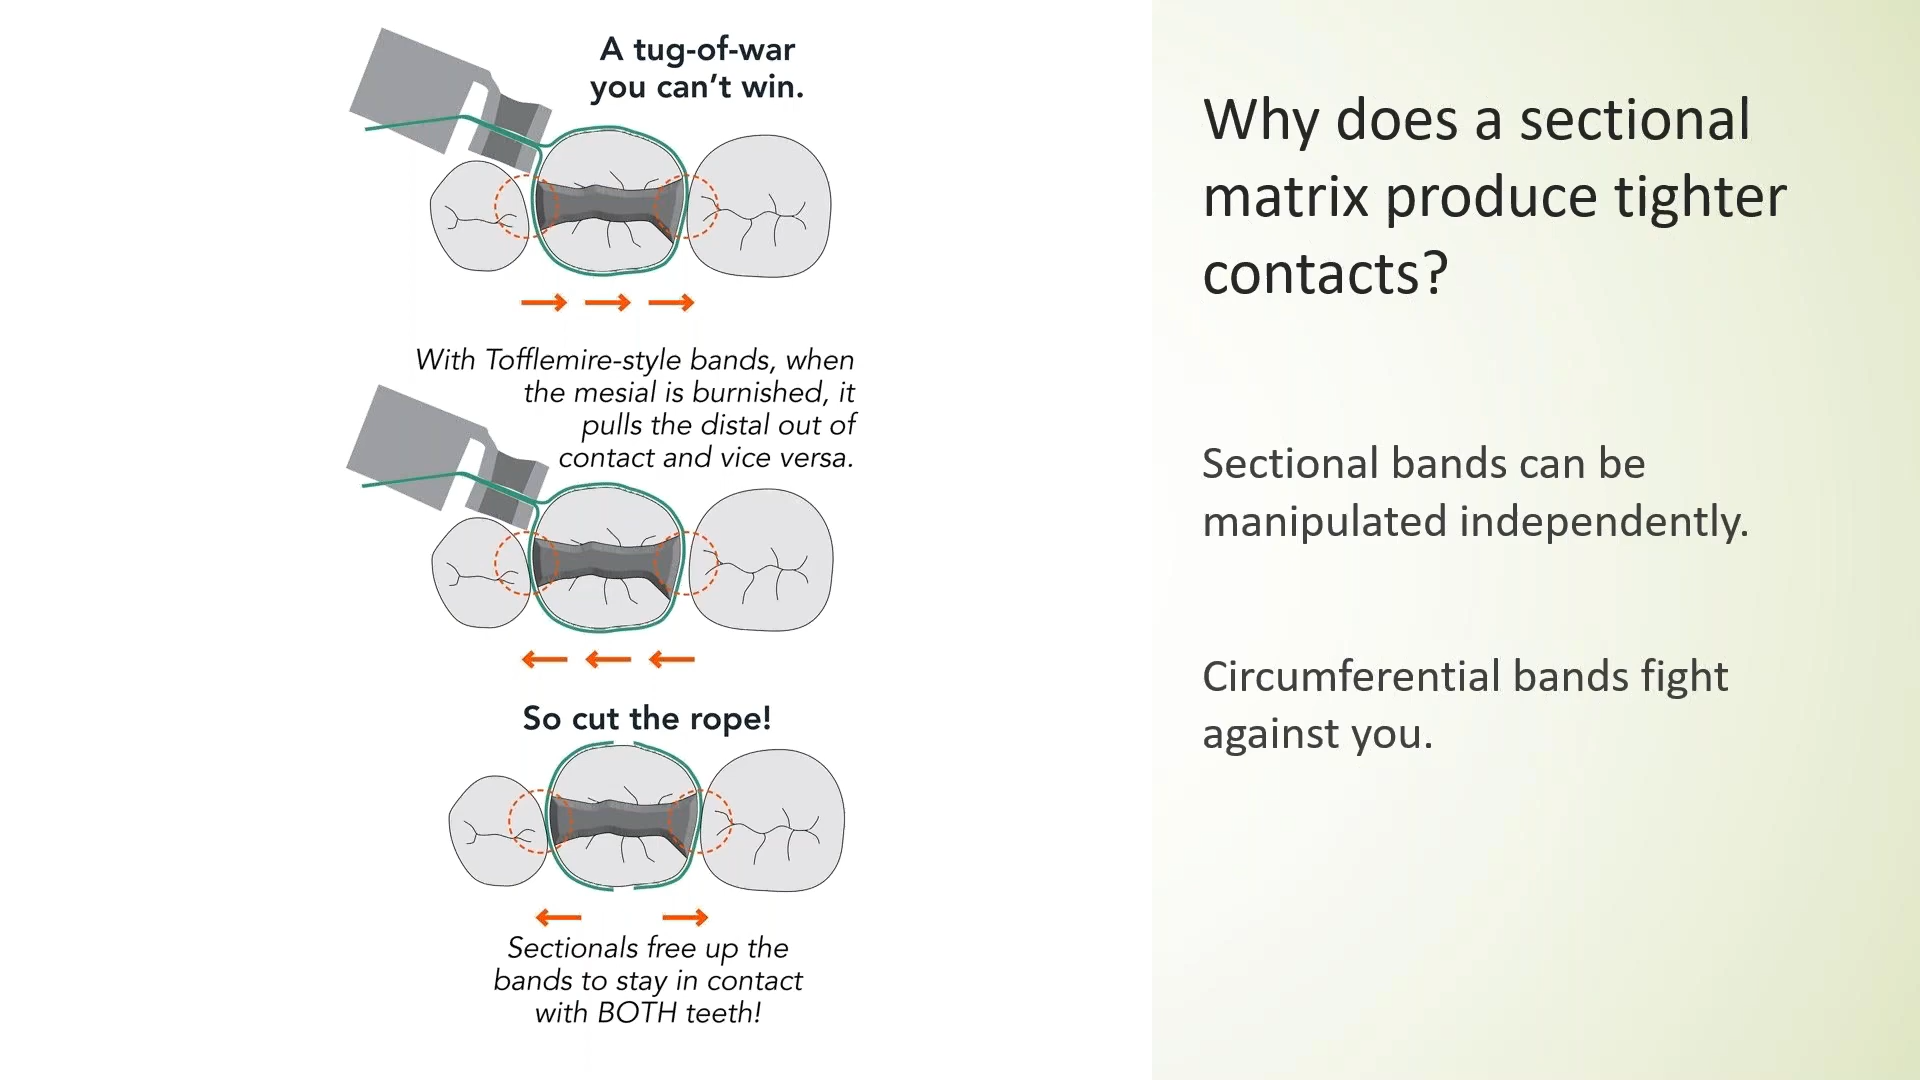 A tug-of-war
you can't win.
With Tofflemire-style bands, when
the mesial is burnished, it
pulls the distal out of
contact and vice versa.
So cut the rope!
Sectionals free up the
bands to stay in contact
with BOTH teeth!
Why does a sectional
matrix produce tighter
contacts?
Sectional bands can be
manipulated independently.
Circumferential bands fight
against you.